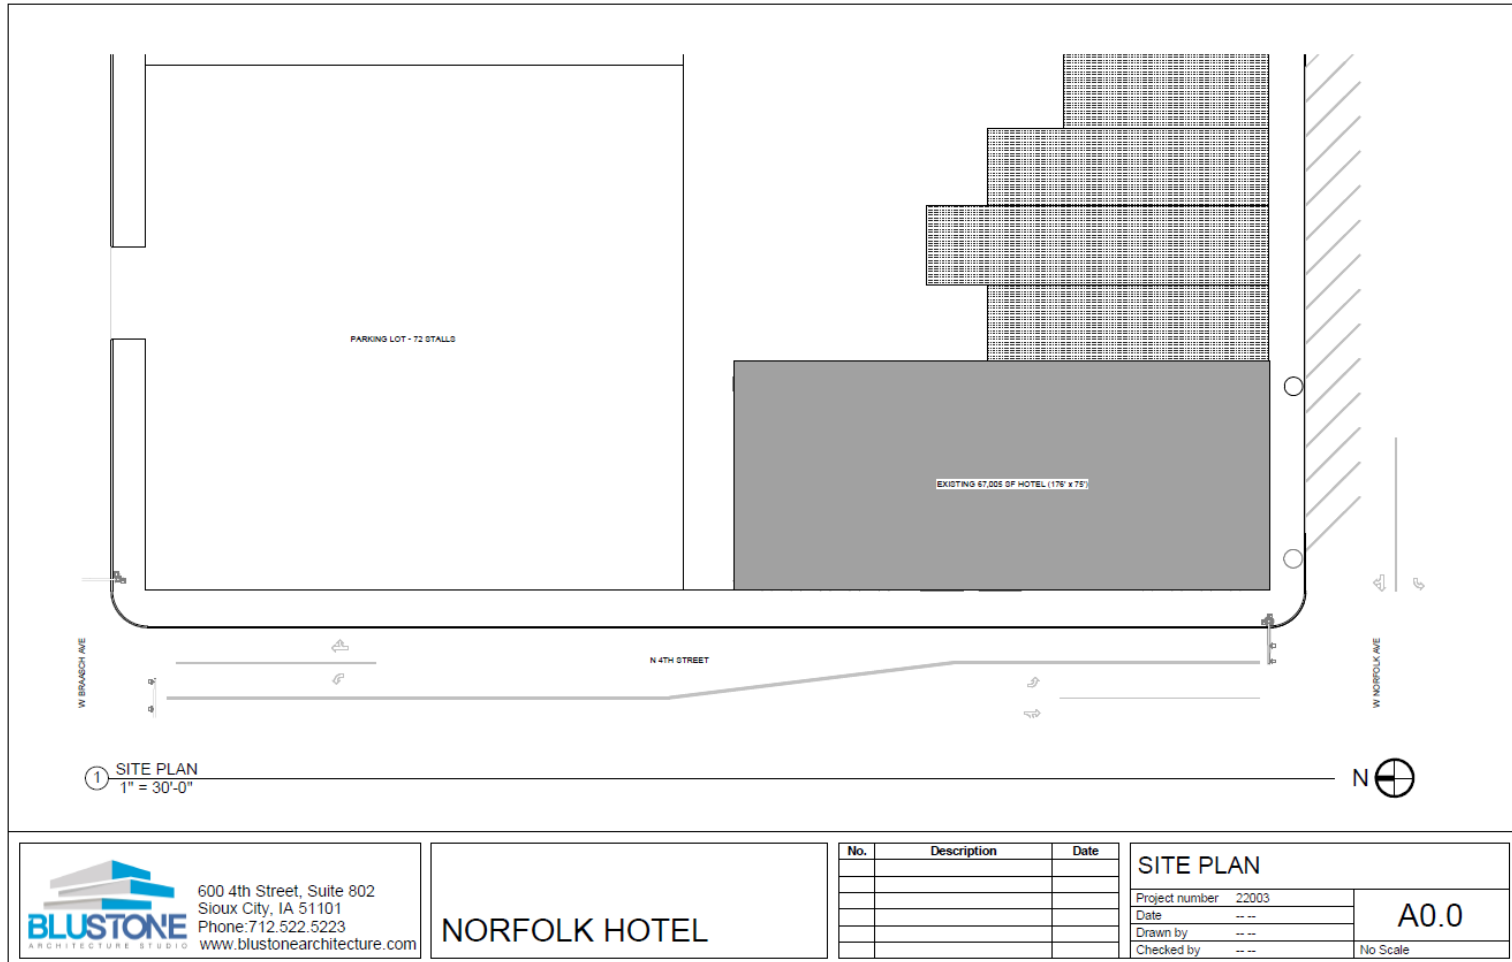 PARKING LOT - 72 STALLS
EXISTING 67,005 SF HOTEL (176' x 75')
W BRAASCH AVE
N 4TH STREET
W NORFOLK AVE
1
SITE PLAN
1" = 30'-0"
N
BLUSTONE
ARCHITECTURE STUDIO
600 4th Street, Suite 802
Sioux City, IA 51101
Phone:712.522.5223
www.blustonearchitecture.com
NORFOLK HOTEL
No. Description Date
SITE PLAN
Project number 22003
Date -- --
Drawn by -- --
Checked by -- --
A0.0
No Scale